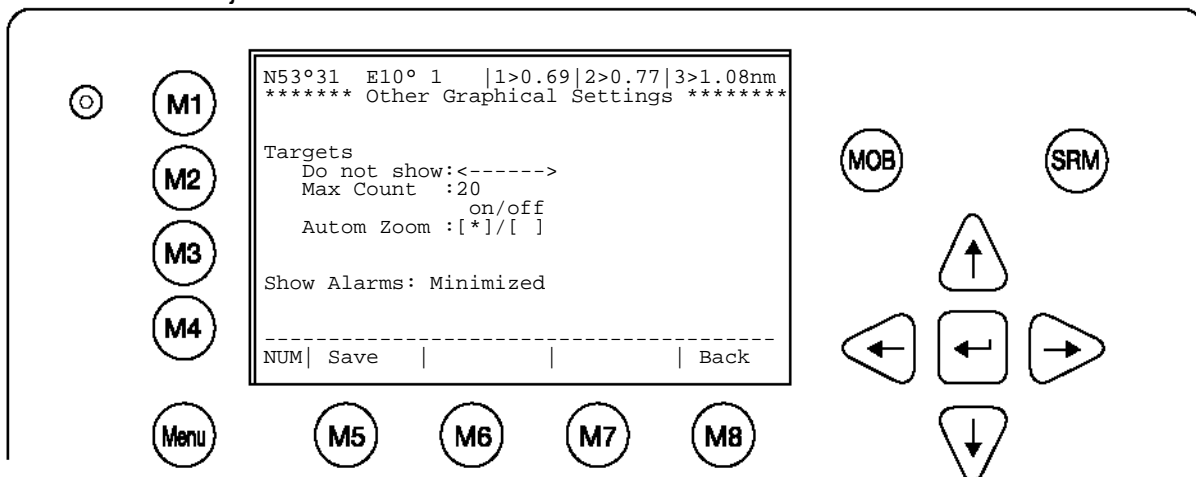 N53°31 E10° 1 |1>0.69|2>0.77|3>1.08nm
******* Other Graphical Settings ********
Targets
Do not show:<------>
Max Count :20
on/off
Autom Zoom :[*]/[ ]
Show Alarms: Minimized
---------------------------------------
NUM| Save | | | Back
M1
M2
M3
M4
Menu
M5
M6
M7
M8
MOB
SRM